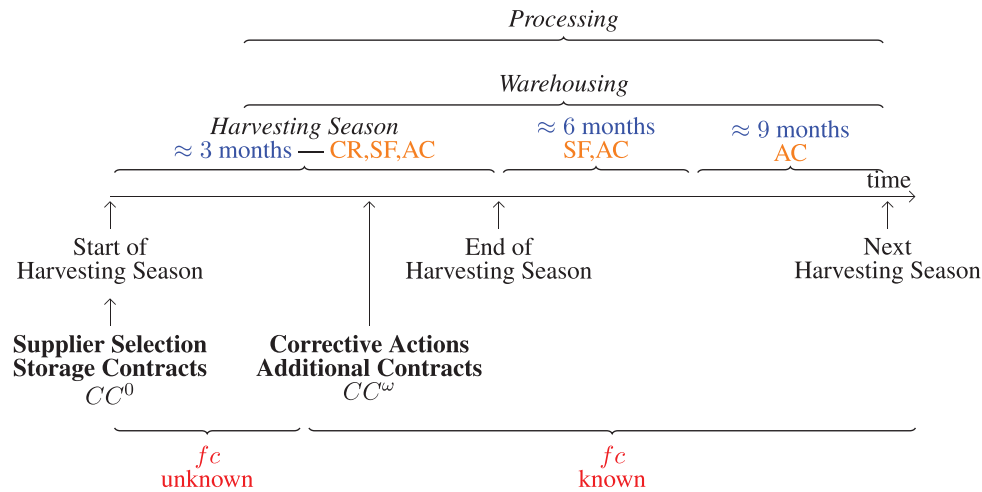 Processing
Warehousing
Harvesting Season
≈ 3 months — CR,SF,AC
≈ 6 months
SF,AC
≈ 9 months
AC
time
Start of
Harvesting Season
End of
Harvesting Season
Next
Harvesting Season
Supplier Selection
Storage Contracts
CC⁰
Corrective Actions
Additional Contracts
CC^ω
fc
unknown
fc
known